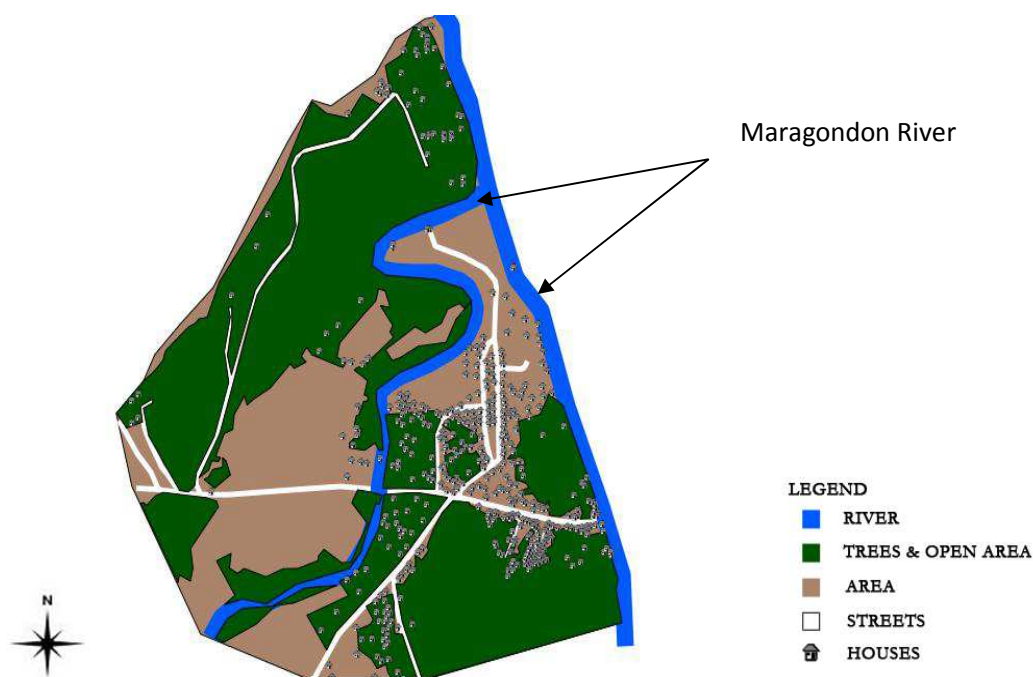 Maragondon River
N
LEGEND
RIVER
TREES & OPEN AREA
AREA
STREETS
HOUSES